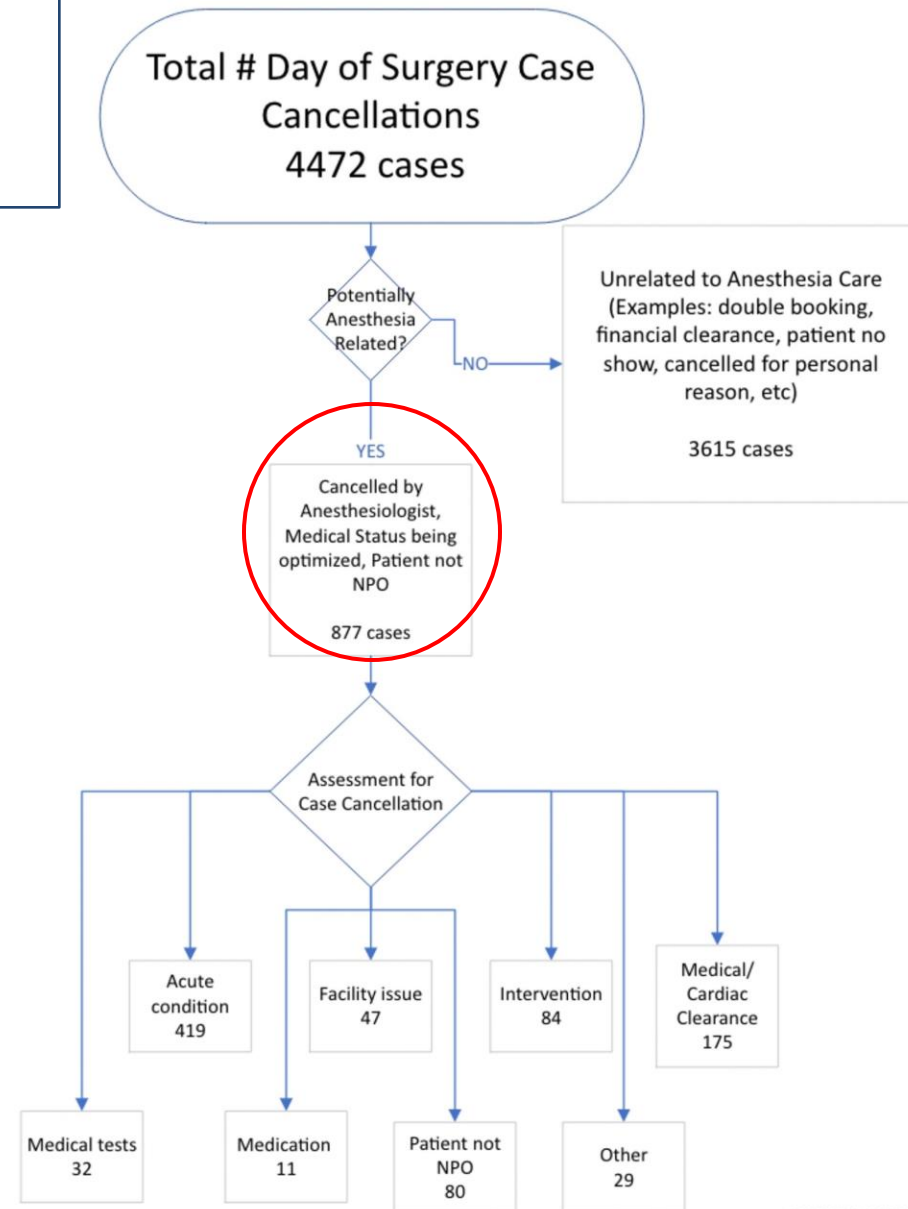 Total # Day of Surgery Case
Cancellations
4472 cases
Potentially
Anesthesia
Related?
NO
Unrelated to Anesthesia Care
(Examples: double booking,
financial clearance, patient no
show, cancelled for personal
reason, etc)
3615 cases
YES
Cancelled by
Anesthesiologist,
Medical Status being
optimized, Patient not
NPO
877 cases
Assessment for
Case Cancellation
Acute
condition
419
Facility issue
47
Intervention
84
Medical/
Cardiac
Clearance
175
Medical tests
32
Medication
11
Patient not
NPO
80
Other
29